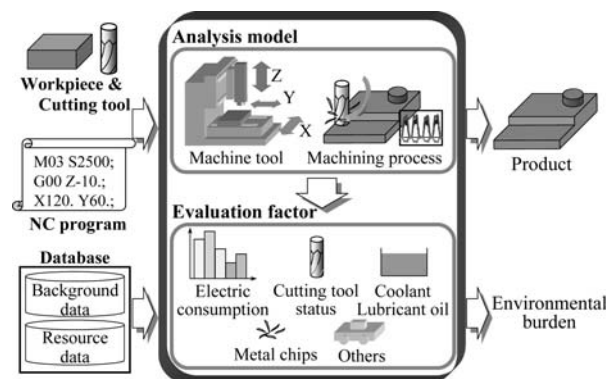 Workpiece &
Cutting tool
M03 S2500;
G00 Z-10.;
X120. Y60.;
NC program
Database
Background
data
Resource
data
Analysis model
Z
Y
X
Machine tool
Machining process
Evaluation factor
Electric
consumption
Cutting tool
status
Coolant
Lubricant oil
Metal chips
Others
Product
Environmental
burden